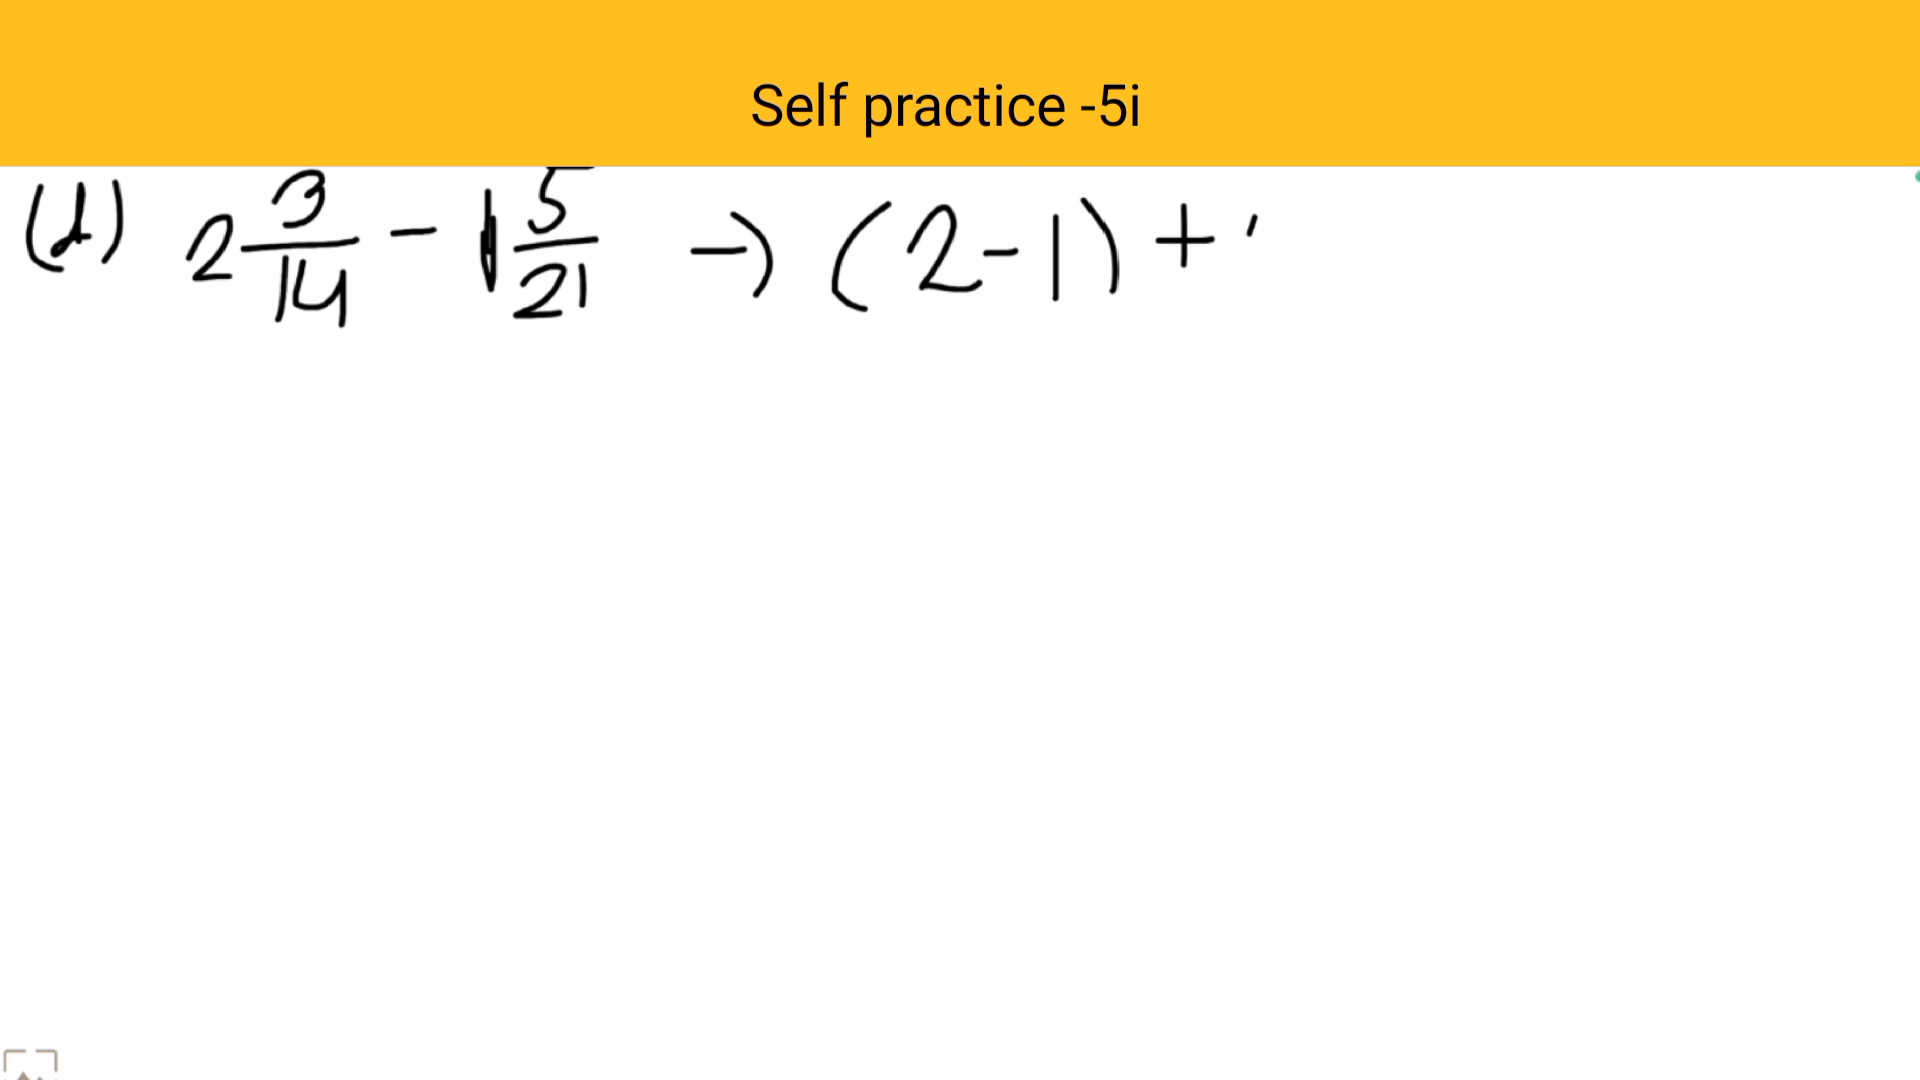 Self practice -5i
(d) 2 3/14 - 1 5/21 → (2-1) + '